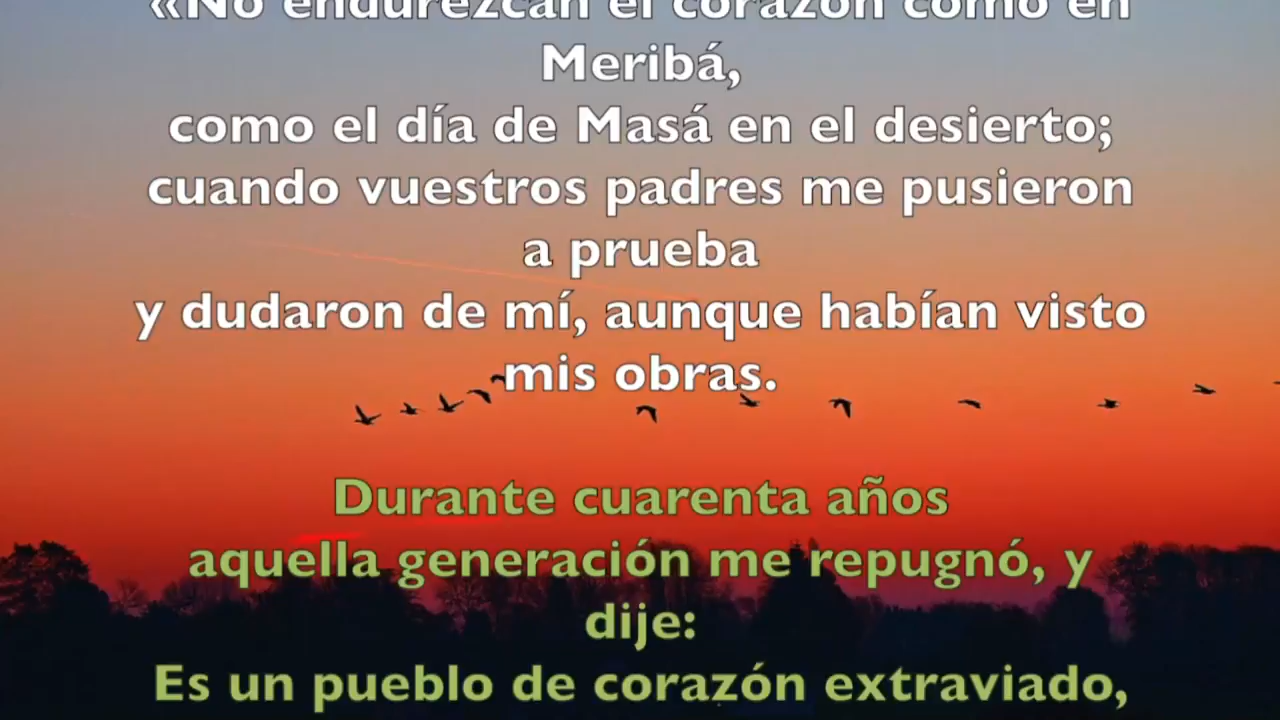 «No endurezcan el corazón como en
Meribá,
como el día de Masá en el desierto;
cuando vuestros padres me pusieron
a prueba
y dudaron de mí, aunque habían visto
mis obras.
Durante cuarenta años
aquella generación me repugnó, y
dije:
Es un pueblo de corazón extraviado,